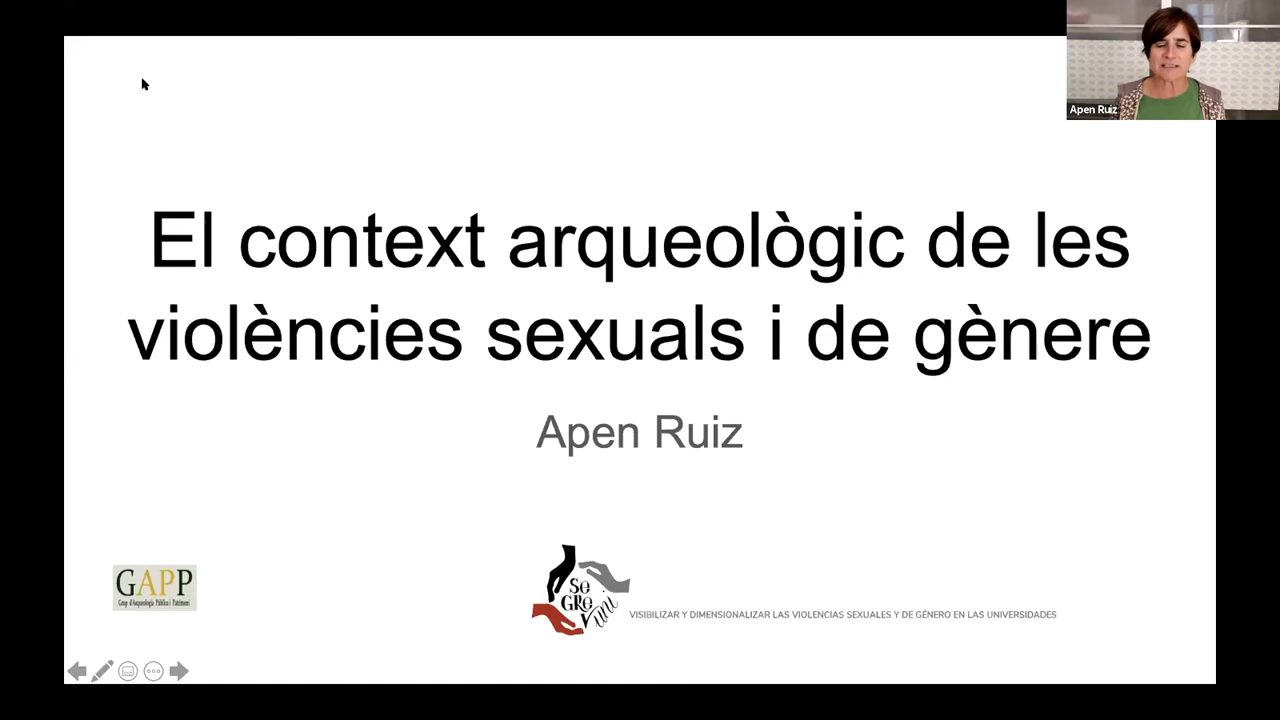 Apen Ruiz
El context arqueològic de les
violències sexuals i de gènere
Apen Ruiz
GAPP
Grup d'Arqueologia Pública i Patrimoni
SeGReVuni
VISIBILIZAR Y DIMENSIONALIZAR LAS VIOLENCIAS SEXUALES Y DE GÉNERO EN LAS UNIVERSIDADES